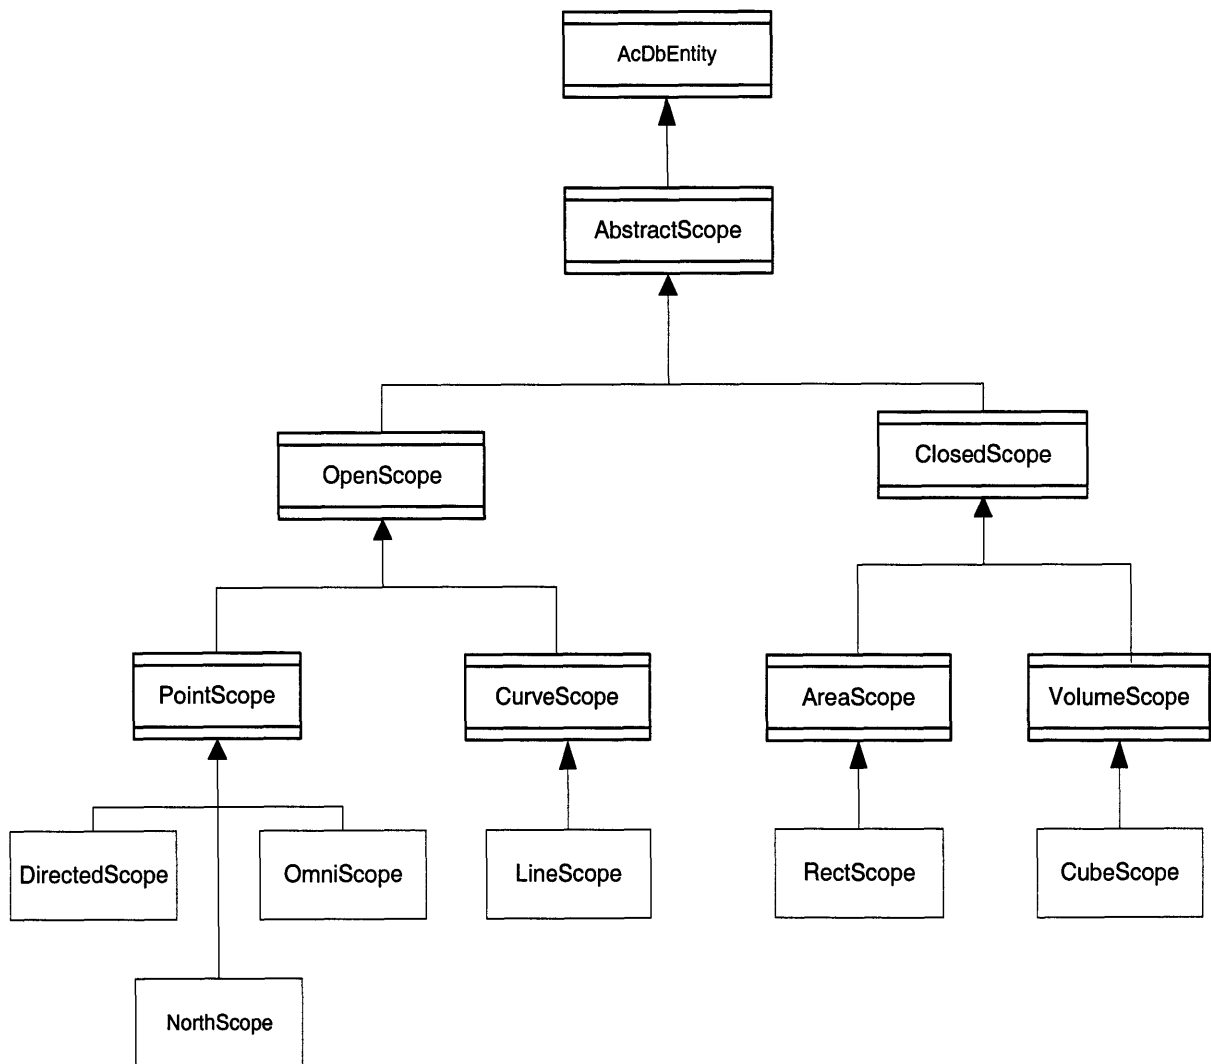 AcDbEntity
AbstractScope
OpenScope
ClosedScope
PointScope
CurveScope
AreaScope
VolumeScope
DirectedScope
OmniScope
LineScope
RectScope
CubeScope
NorthScope